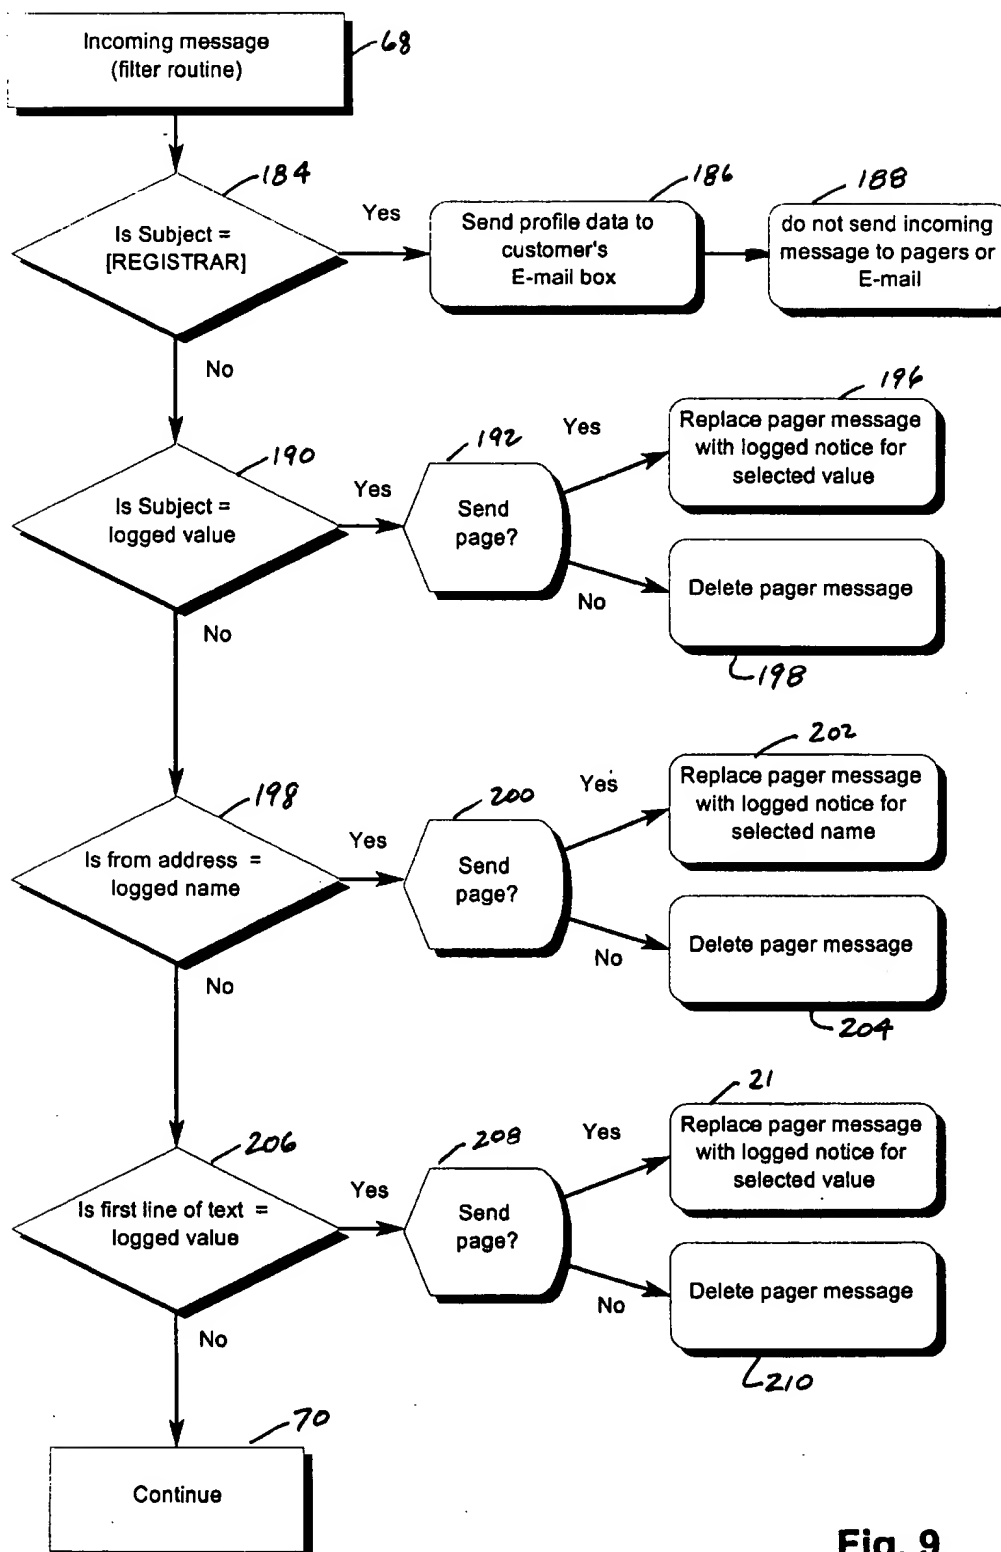 Incoming message
(filter routine)
68
184
Is Subject =
[REGISTRAR]
Yes
186
Send profile data to
customer's
E-mail box
188
do not send incoming
message to pagers or
E-mail
No
190
Is Subject =
logged value
Yes
192
Send
page?
Yes
196
Replace pager message
with logged notice for
selected value
No
Delete pager message
198
No
198
Is from address =
logged name
Yes
200
Send
page?
Yes
202
Replace pager message
with logged notice for
selected name
No
Delete pager message
204
No
206
Is first line of text =
logged value
Yes
208
Send
page?
Yes
21
Replace pager message
with logged notice for
selected value
No
Delete pager message
210
No
70
Continue
Fig. 9